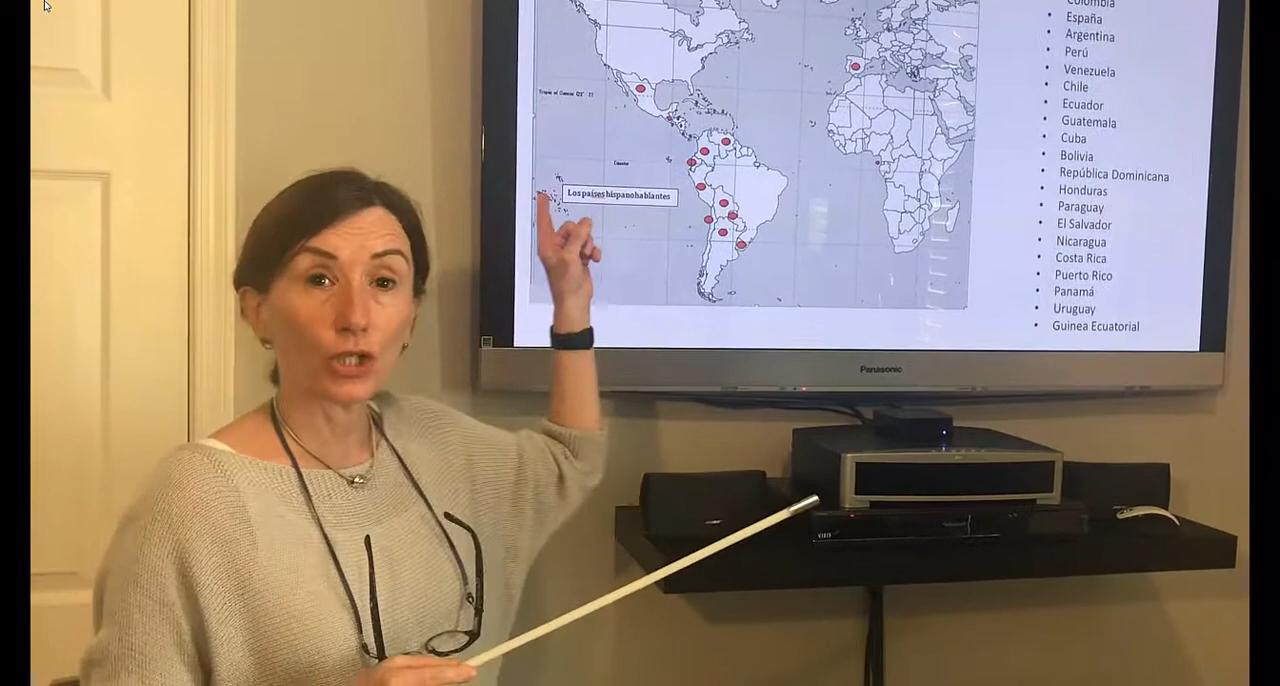 Colombia
España
Argentina
Perú
Venezuela
Chile
Ecuador
Guatemala
Cuba
Bolivia
República Dominicana
Honduras
Paraguay
El Salvador
Nicaragua
Costa Rica
Puerto Rico
Panamá
Uruguay
Guinea Ecuatorial
Equator
Los países hispanohablantes
Panasonic